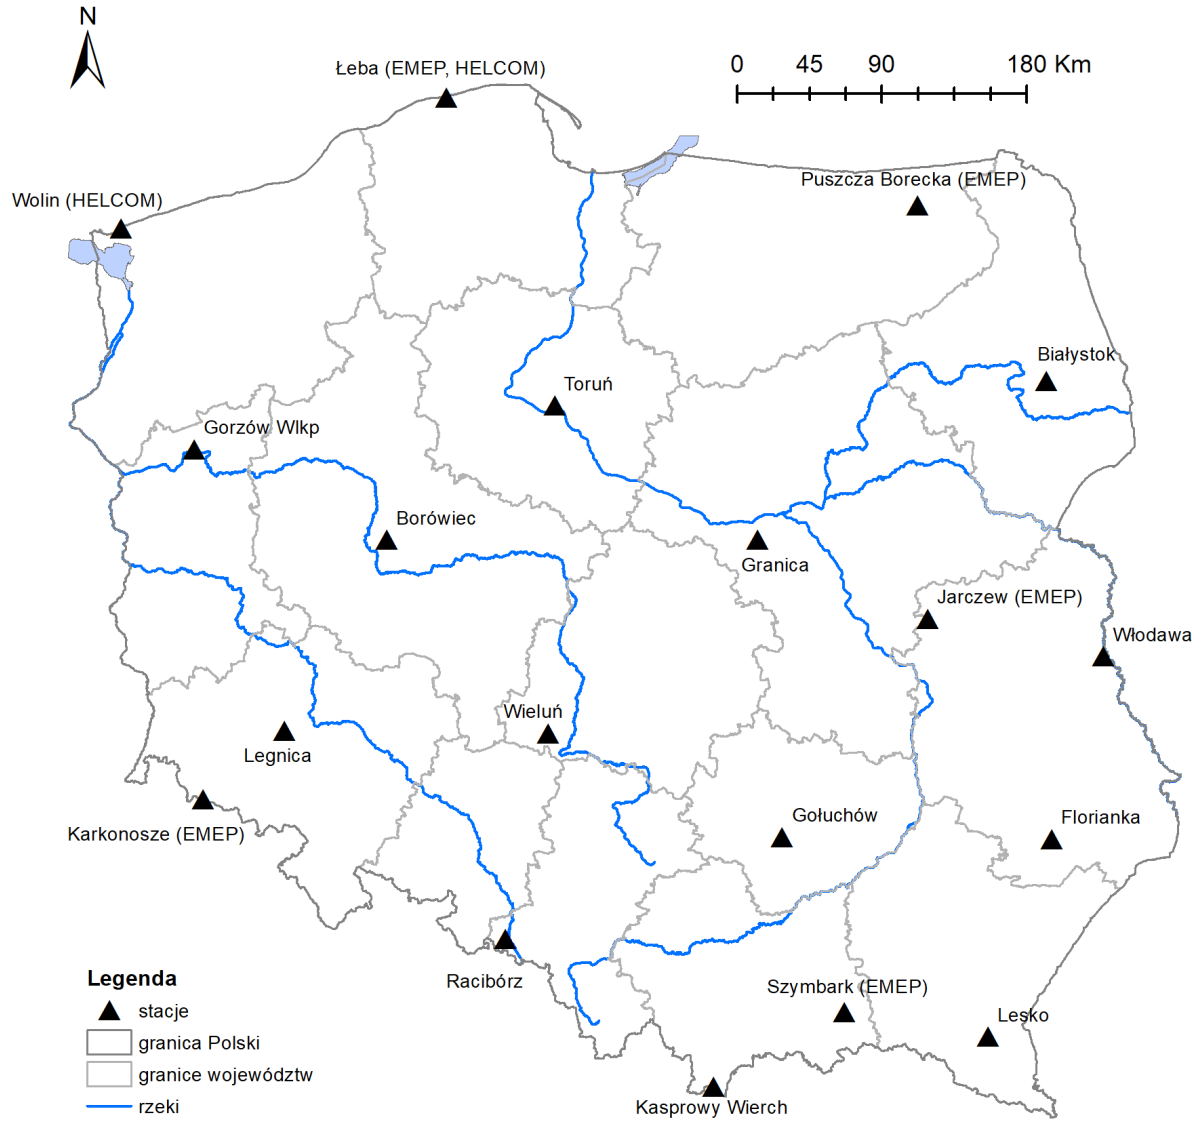 N
Łeba (EMEP, HELCOM)
0 45 90 180 Km
Puszcza Borecka (EMEP)
Wolin (HELCOM)
Białystok
Toruń
Gorzów Wlkp
Borówiec
Granica
Jarczew (EMEP)
Włodawa
Wieluń
Legnica
Gołuchów
Florianka
Karkonosze (EMEP)
Racibórz
Szymbark (EMEP)
Lesko
Kasprowy Wierch
Legenda
stacje
granica Polski
granice województw
rzeki